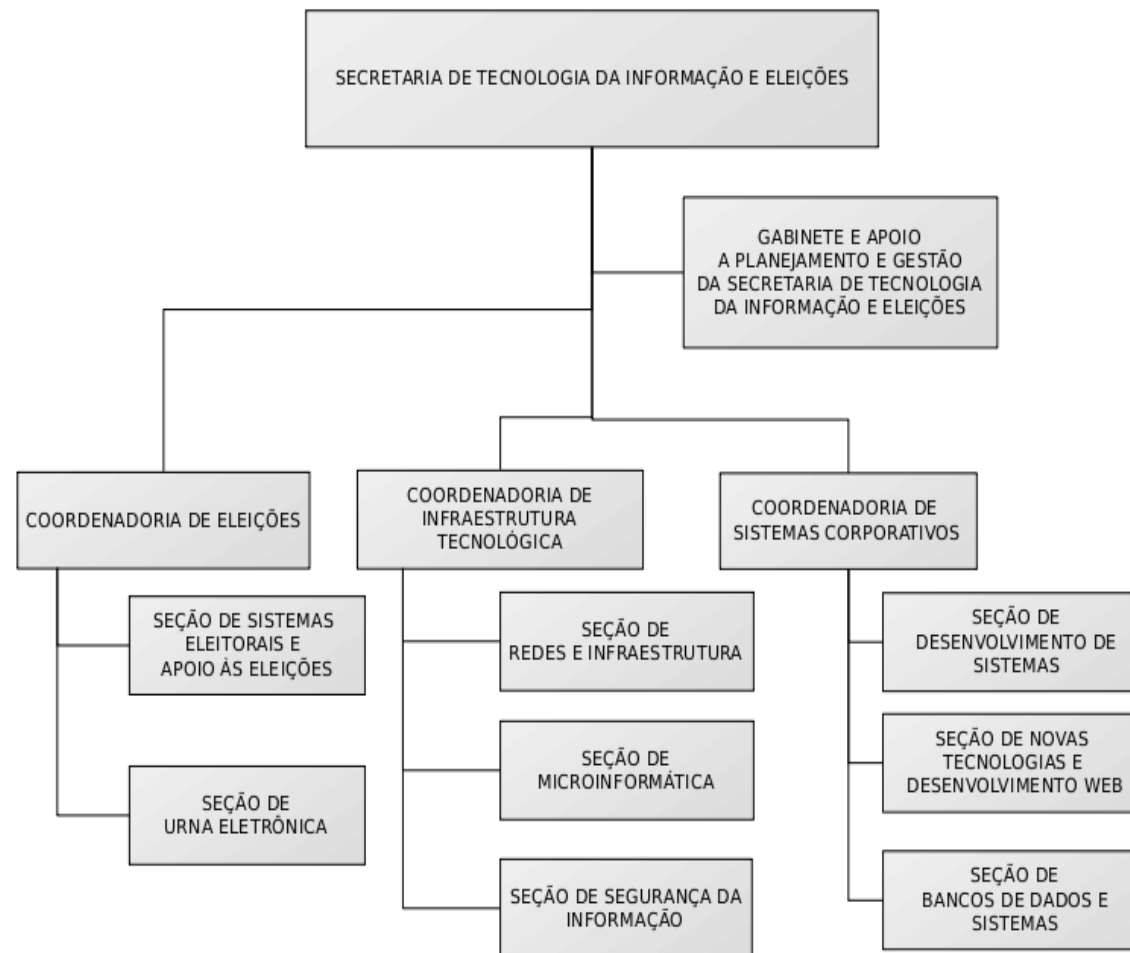 SECRETARIA DE TECNOLOGIA DA INFORMAÇÃO E ELEIÇÕES
GABINETE E APOIO
A PLANEJAMENTO E GESTÃO
DA SECRETARIA DE TECNOLOGIA
DA INFORMAÇÃO E ELEIÇÕES
COORDENADORIA DE ELEIÇÕES
COORDENADORIA DE
INFRAESTRUTURA
TECNOLÓGICA
COORDENADORIA DE
SISTEMAS CORPORATIVOS
SEÇÃO DE SISTEMAS
ELEITORAIS E
APOIO ÀS ELEIÇÕES
SEÇÃO DE
URNA ELETRÔNICA
SEÇÃO DE
REDES E INFRAESTRUTURA
SEÇÃO DE
MICROINFORMÁTICA
SEÇÃO DE SEGURANÇA DA
INFORMAÇÃO
SEÇÃO DE
DESENVOLVIMENTO DE
SISTEMAS
SEÇÃO DE NOVAS
TECNOLOGIAS E
DESENVOLVIMENTO WEB
SEÇÃO DE
BANCOS DE DADOS E
SISTEMAS